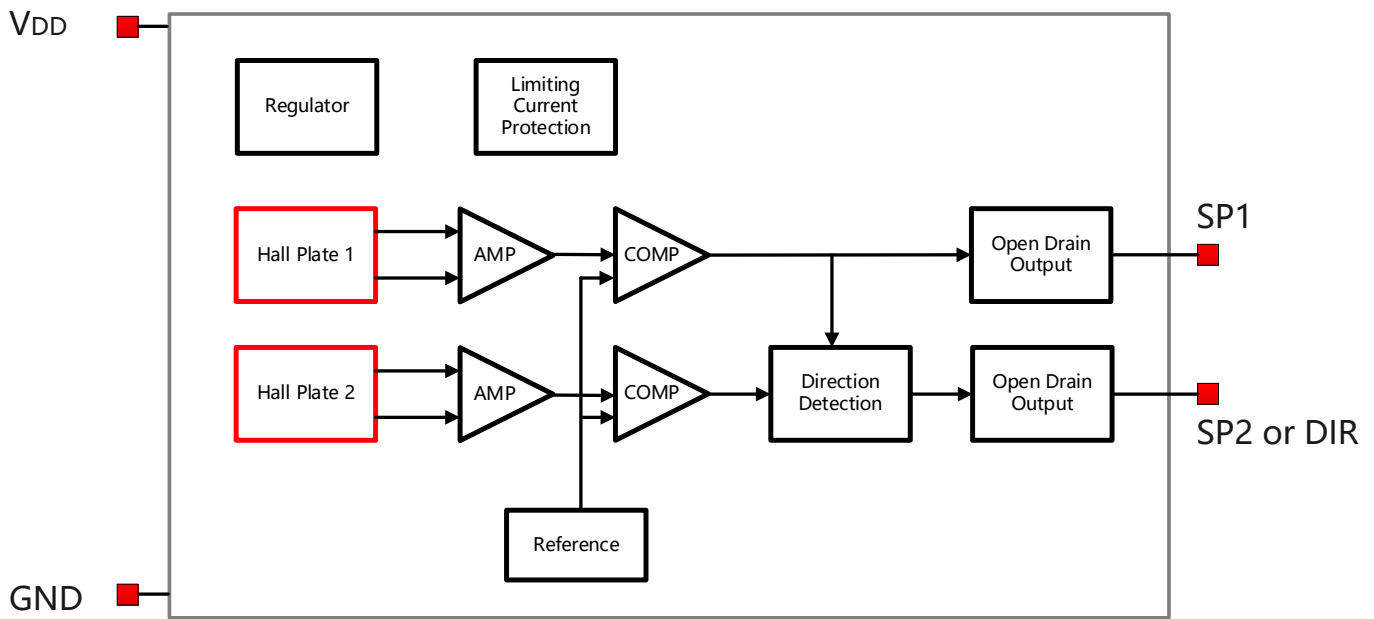 VDD
Regulator
Limiting
Current
Protection
Hall Plate 1
AMP
COMP
Open Drain
Output
SP1
Hall Plate 2
AMP
COMP
Direction
Detection
Open Drain
Output
SP2 or DIR
Reference
GND